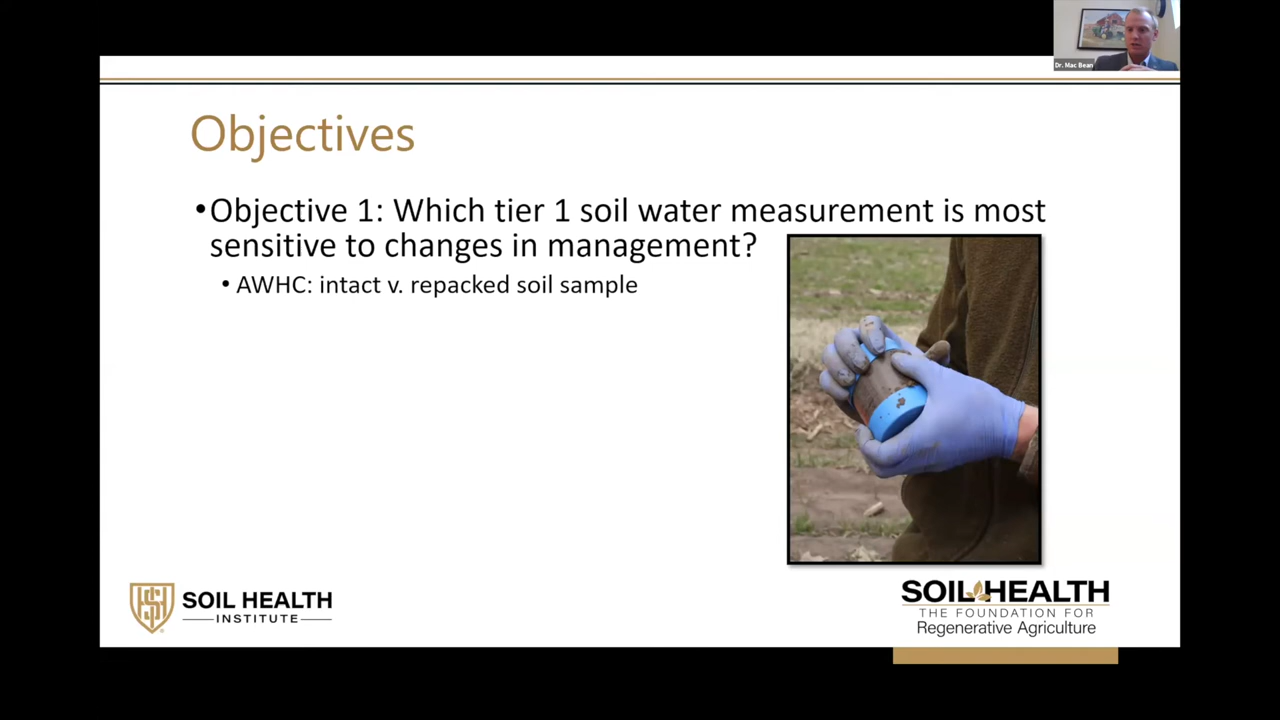 Dr. Mac Bean
Objectives
•Objective 1: Which tier 1 soil water measurement is most
sensitive to changes in management?
• AWHC: intact v. repacked soil sample
SOIL HEALTH
INSTITUTE
SOIL HEALTH
THE FOUNDATION FOR
Regenerative Agriculture